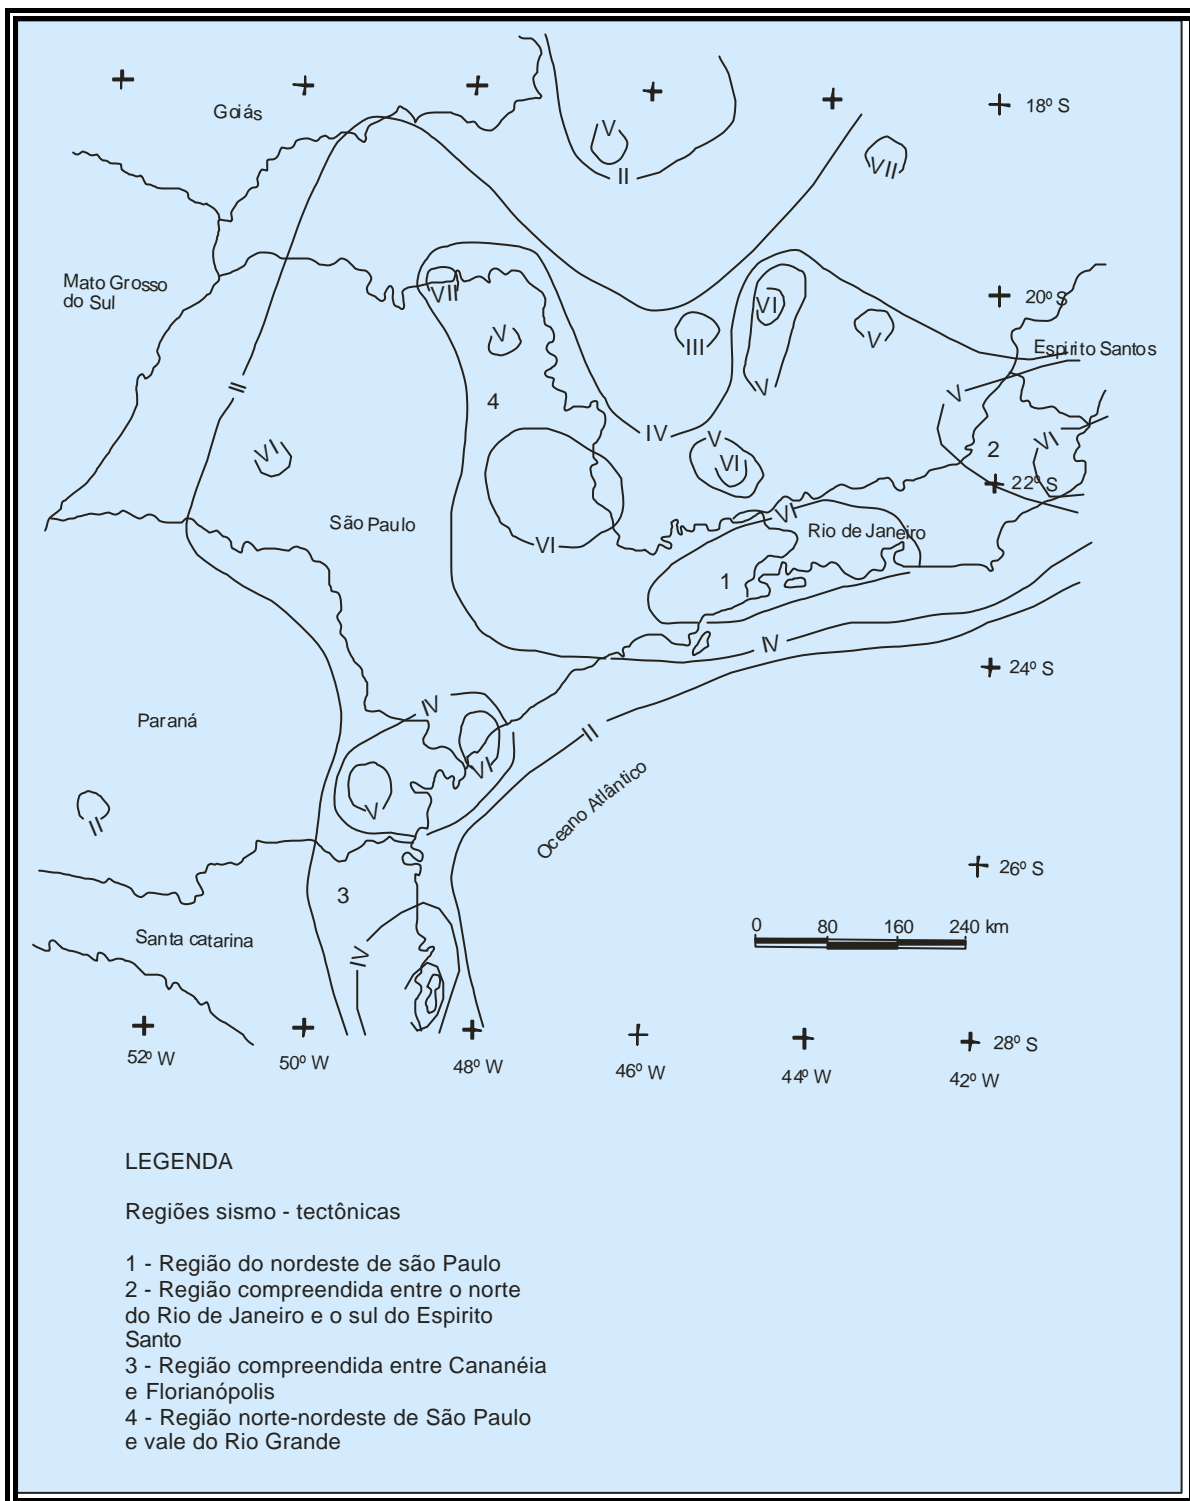 18º S
Goiás
V
VII
II
Mato Grosso
do Sul
VII
VI
20º S
V
III
V
Espirito Santos
II
V
V
4
IV
V
VI
VI
2
VI
22º S
São Paulo
VI
VI
Rio de Janeiro
1
IV
24º S
Paraná
IV
II
VI
V
II
Oceano Atlântico
26º S
3
Santa catarina
0 80 160 240 km
IV
52º W
50º W
48º W
46º W
44º W
42º W
28º S
LEGENDA
Regiões sismo - tectônicas
1 - Região do nordeste de são Paulo
2 - Região compreendida entre o norte
do Rio de Janeiro e o sul do Espirito
Santo
3 - Região compreendida entre Cananéia
e Florianópolis
4 - Região norte-nordeste de São Paulo
e vale do Rio Grande